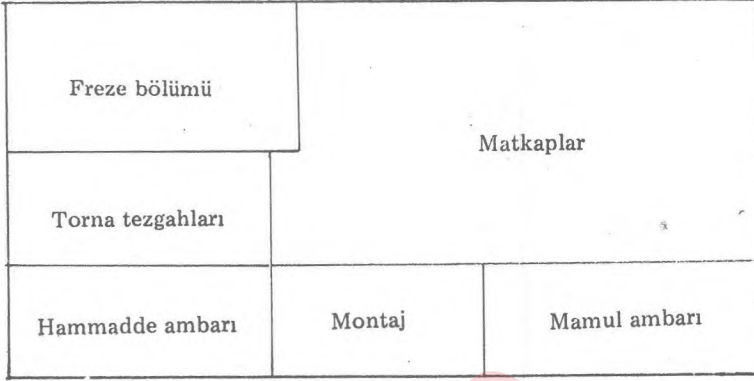 Freze bölümü
Matkaplar
Torna tezgahları
Hammadde ambarı
Montaj
Mamul ambarı